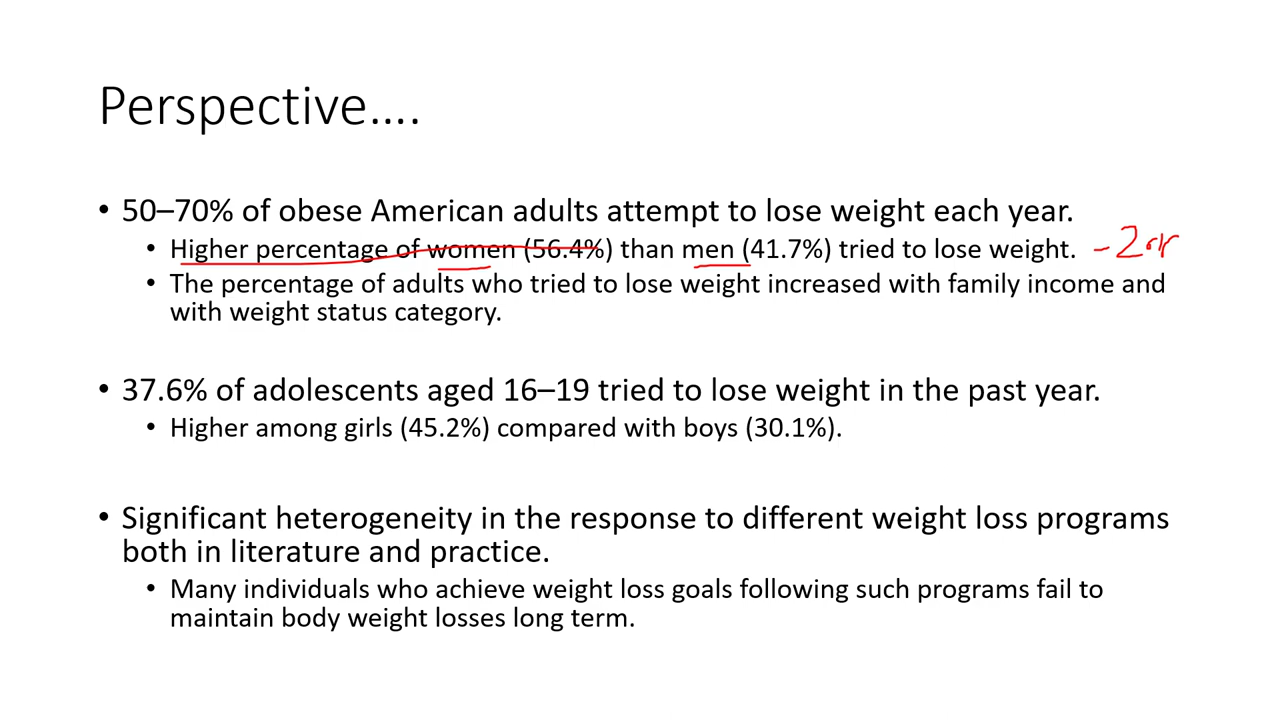 Perspective....
• 50–70% of obese American adults attempt to lose weight each year.
• Higher percentage of women (56.4%) than men (41.7%) tried to lose weight.
• The percentage of adults who tried to lose weight increased with family income and
with weight status category.
• 37.6% of adolescents aged 16–19 tried to lose weight in the past year.
• Higher among girls (45.2%) compared with boys (30.1%).
• Significant heterogeneity in the response to different weight loss programs
both in literature and practice.
• Many individuals who achieve weight loss goals following such programs fail to
maintain body weight losses long term.